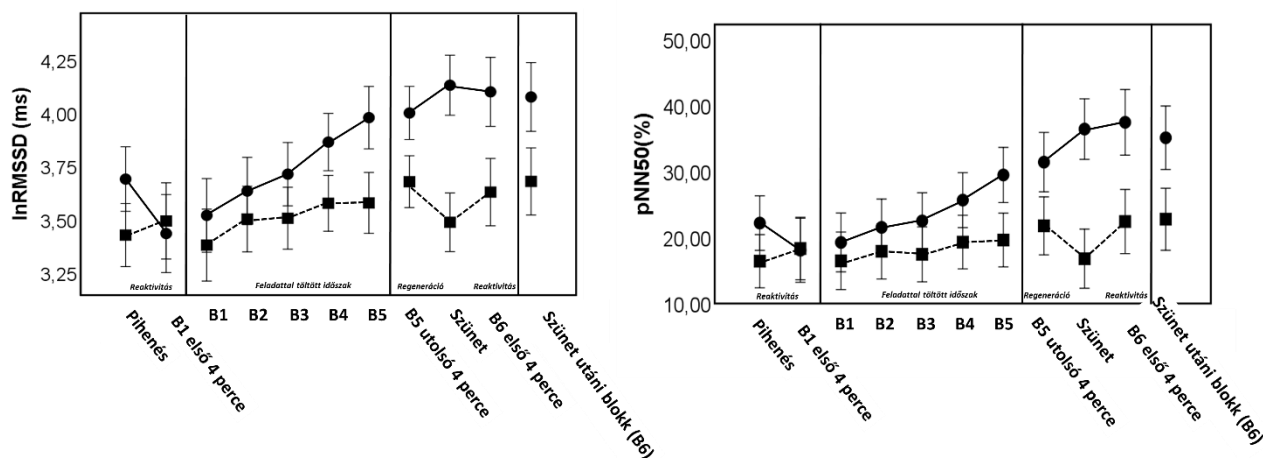 lnRMSSD (ms)
4,25
4,00
3,75
3,50
3,25
Reaktivitás
Feladattal töltött időszak
Regeneráció
Reaktivitás
Pihenés
B1 első 4 perce
B1
B2
B3
B4
B5
B5 utolsó 4 perce
Szünet
B6 első 4 perce
Szünet utáni blokk (B6)
pNN50(%)
50,00
40,00
30,00
20,00
10,00
Reaktivitás
Feladattal töltött időszak
Regeneráció
Reaktivitás
Pihenés
B1 első 4 perce
B1
B2
B3
B4
B5
B5 utolsó 4 perce
Szünet
B6 első 4 perce
Szünet utáni blokk (B6)